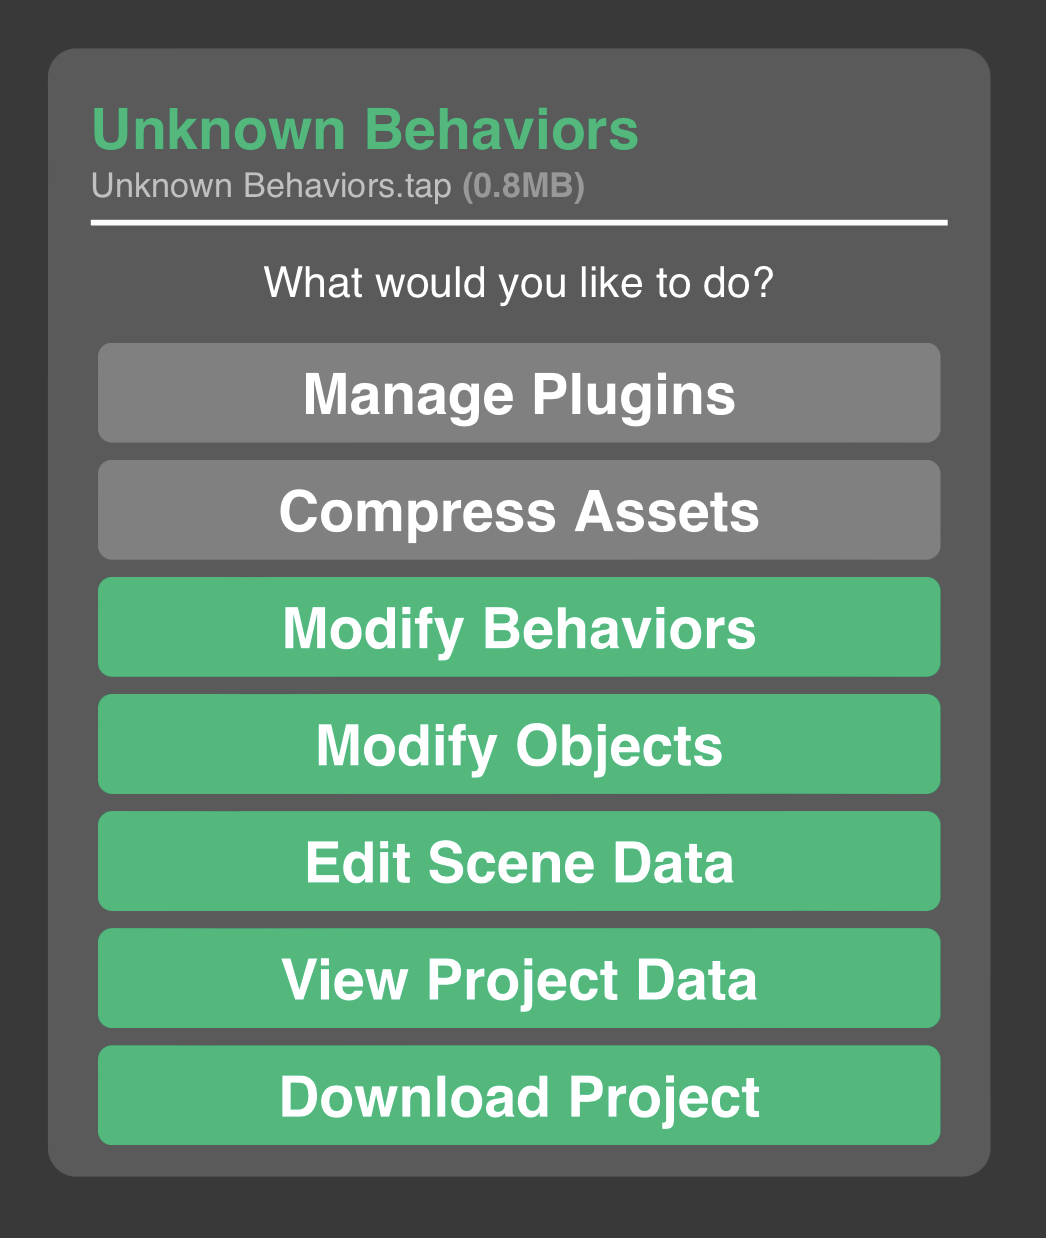 Unknown Behaviors
Unknown Behaviors.tap (0.8MB)
What would you like to do?
Manage Plugins
Compress Assets
Modify Behaviors
Modify Objects
Edit Scene Data
View Project Data
Download Project